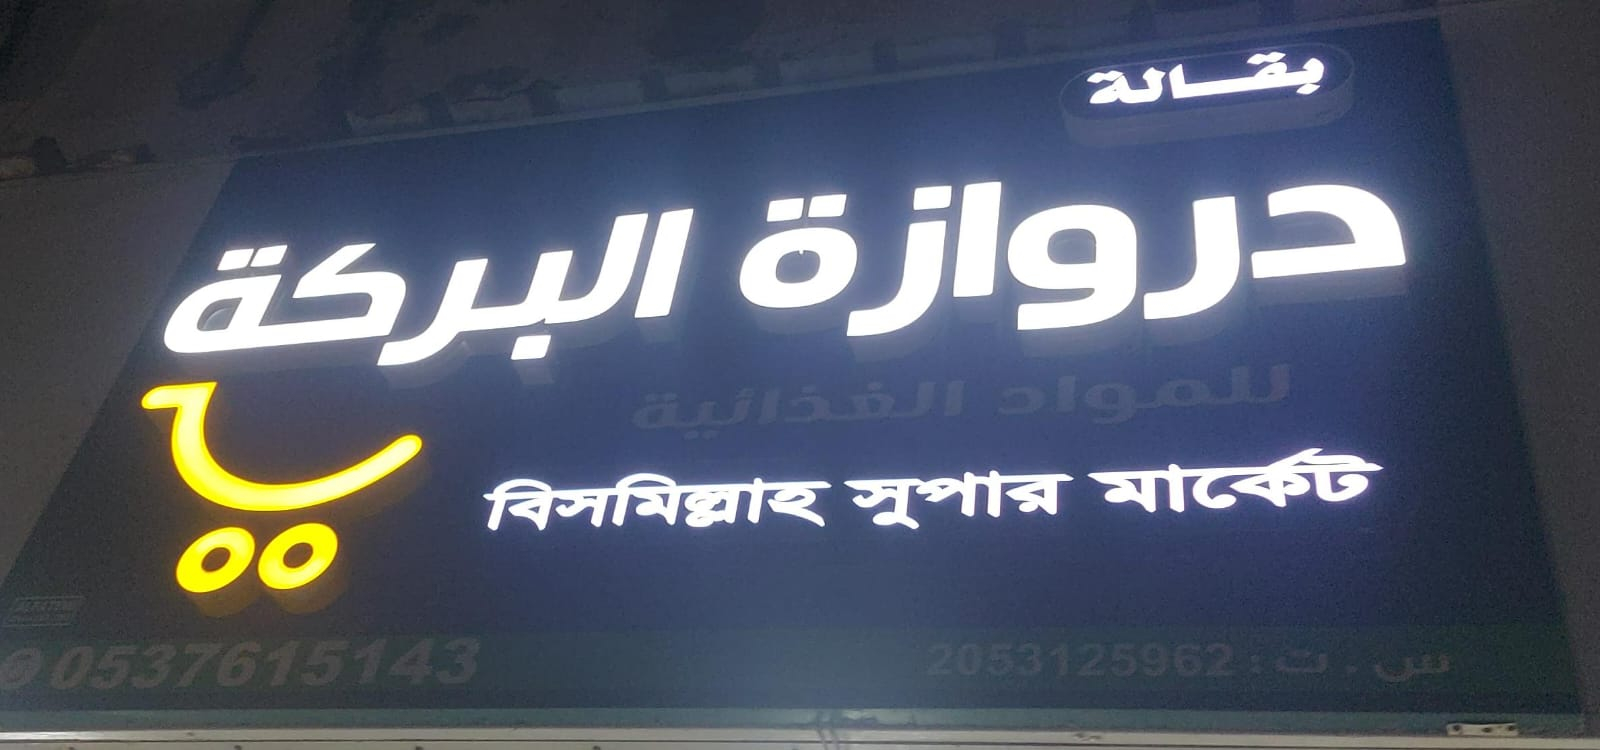 بقالة
دروازة البركة
للمواد الغذائية
বিসমিল্লাহ সুপার মার্কেট
0537615143
س . ت : 2053125962